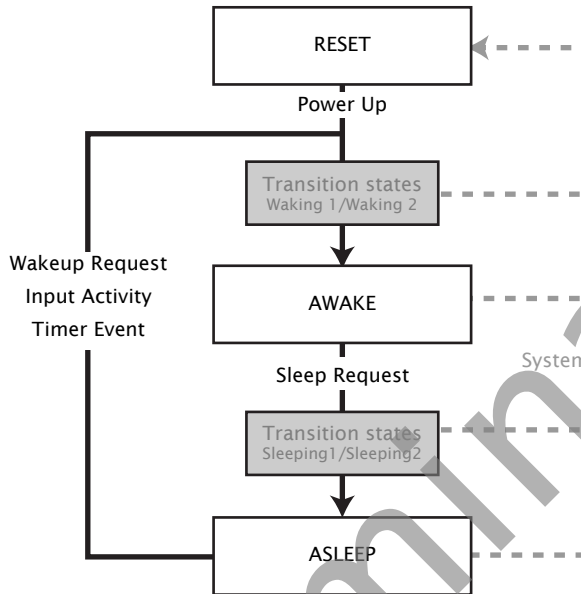 RESET
Power Up
Transition states
Waking 1/Waking 2
Wakeup Request
Input Activity
Timer Event
AWAKE
System
Sleep Request
Transition states
Sleeping1/Sleeping2
ASLEEP